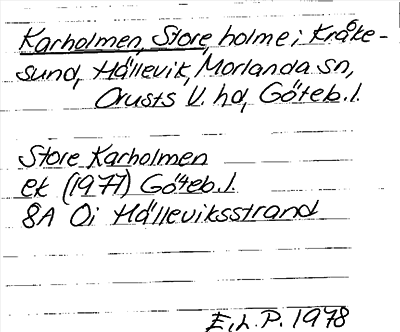 Karholmen, Store, holme i Kråke-
sund, Hällevik, Morlanda sn,
Orusts V. hd, Göteb. l.
Store Karholmen
ek (1977) Göteb. l.
8A Oi Hälleviksstrand
E.h. P. 1978